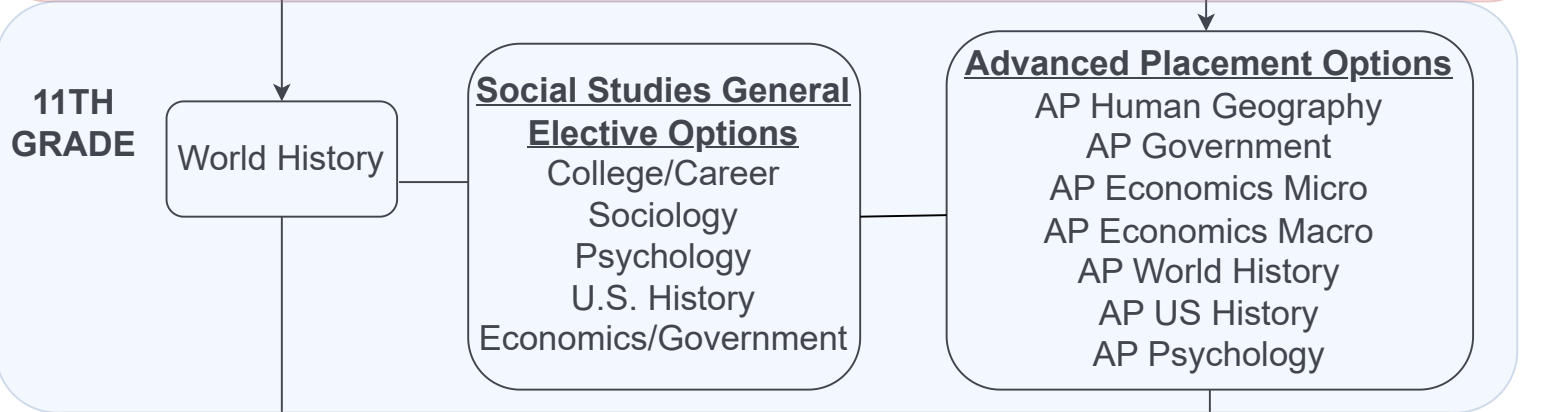 11TH
GRADE
World History
Social Studies General
Elective Options
College/Career
Sociology
Psychology
U.S. History
Economics/Government
Advanced Placement Options
AP Human Geography
AP Government
AP Economics Micro
AP Economics Macro
AP World History
AP US History
AP Psychology